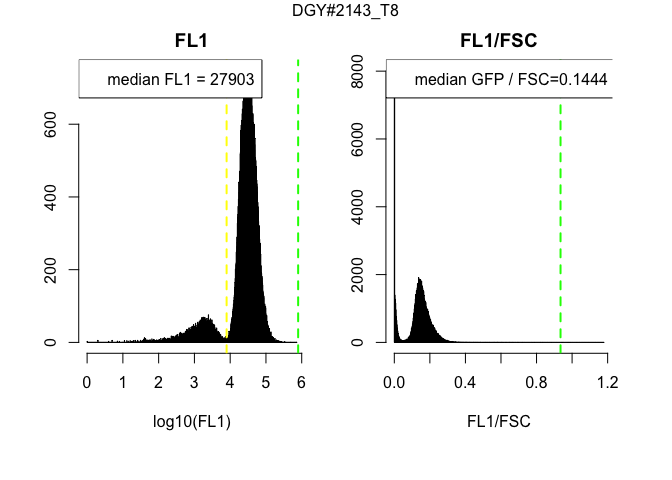 DGY#2143_T8
FL1
FL1/FSC
median FL1 = 27903
median GFP / FSC=0.1444
0
200
400
600
0
2000
4000
6000
8000
0 1 2 3 4 5 6
0.0 0.4 0.8 1.2
log10(FL1)
FL1/FSC